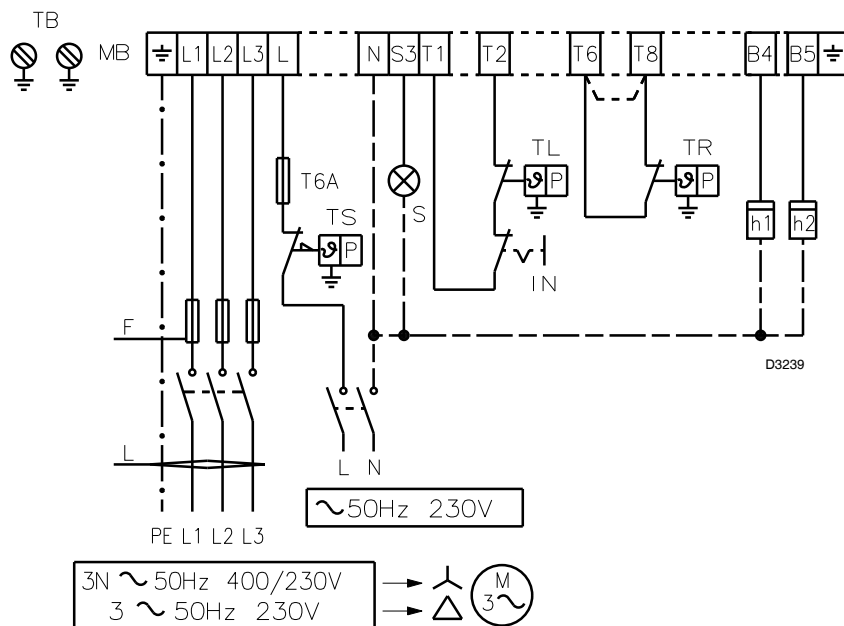 TB
MB L1 L2 L3 L N S3 T1 T2 T6 T8 B4 B5
T6A
S
TL
ϑ P
TR
ϑ P
TS
ϑ P
IN
h1 h2
F
D3239
L
L N
~50Hz 230V
PE L1 L2 L3
3N ~ 50Hz 400/230V
3 ~ 50Hz 230V
M
3~